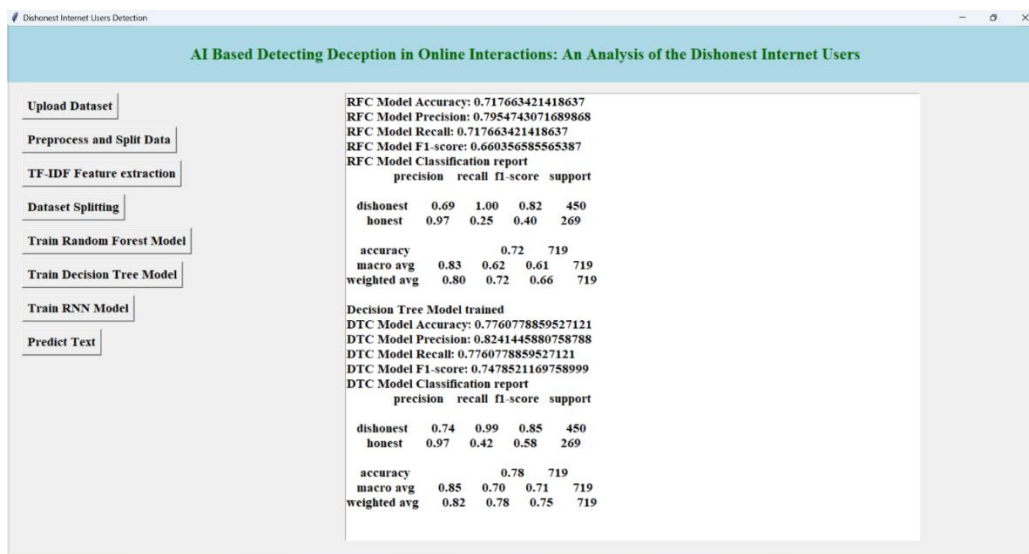 Dishonest Internet Users Detection
AI Based Detecting Deception in Online Interactions: An Analysis of the Dishonest Internet Users
Upload Dataset
Preprocess and Split Data
TF-IDF Feature extraction
Dataset Splitting
Train Random Forest Model
Train Decision Tree Model
Train RNN Model
Predict Text
RFC Model Accuracy: 0.717663421418637
RFC Model Precision: 0.7954743071689868
RFC Model Recall: 0.717663421418637
RFC Model F1-score: 0.660356585565387
RFC Model Classification report
precision recall f1-score support
dishonest 0.69 1.00 0.82 450
honest 0.97 0.25 0.40 269
accuracy 0.72 719
macro avg 0.83 0.62 0.61 719
weighted avg 0.80 0.72 0.66 719
Decision Tree Model trained
DTC Model Accuracy: 0.7760778859527121
DTC Model Precision: 0.8241445880758788
DTC Model Recall: 0.7760778859527121
DTC Model F1-score: 0.7478521169758999
DTC Model Classification report
precision recall f1-score support
dishonest 0.74 0.99 0.85 450
honest 0.97 0.42 0.58 269
accuracy 0.78 719
macro avg 0.85 0.70 0.71 719
weighted avg 0.82 0.78 0.75 719